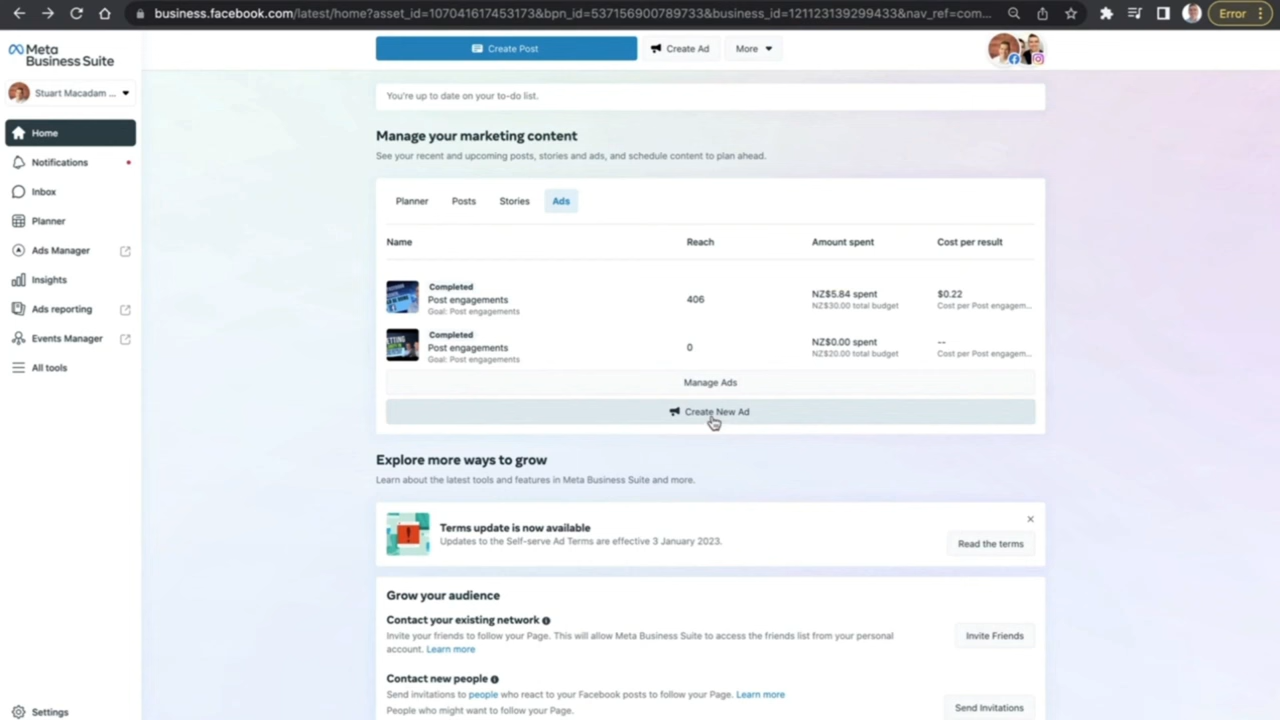 business.facebook.com/latest/home?asset_id=107041617453173&bpn_id=537156900789733&business_id=121123139299433&nav_ref=com...
Error
Meta
Business Suite
Stuart Macadam ...
Home
Notifications
Inbox
Planner
Ads Manager
Insights
Ads reporting
Events Manager
All tools
Settings
Create Post
Create Ad
More
You're up to date on your to-do list.
Manage your marketing content
See your recent and upcoming posts, stories and ads, and schedule content to plan ahead.
Planner Posts Stories Ads
Name Reach Amount spent Cost per result
Completed
Post engagements
Goal: Post engagements
406
NZ$5.84 spent
NZ$30.00 total budget
$0.22
Cost per Post engagem...
Completed
Post engagements
Goal: Post engagements
0
NZ$0.00 spent
NZ$20.00 total budget
--
Cost per Post engagem...
Manage Ads
Create New Ad
Explore more ways to grow
Learn about the latest tools and features in Meta Business Suite and more.
Terms update is now available
Updates to the Self-serve Ad Terms are effective 3 January 2023.
Read the terms
Grow your audience
Contact your existing network
Invite your friends to follow your Page. This will allow Meta Business Suite to access the friends list from your personal
account. Learn more
Invite Friends
Contact new people
Send invitations to people who react to your Facebook posts to follow your Page. Learn more
People who might want to follow your Page.
Send Invitations